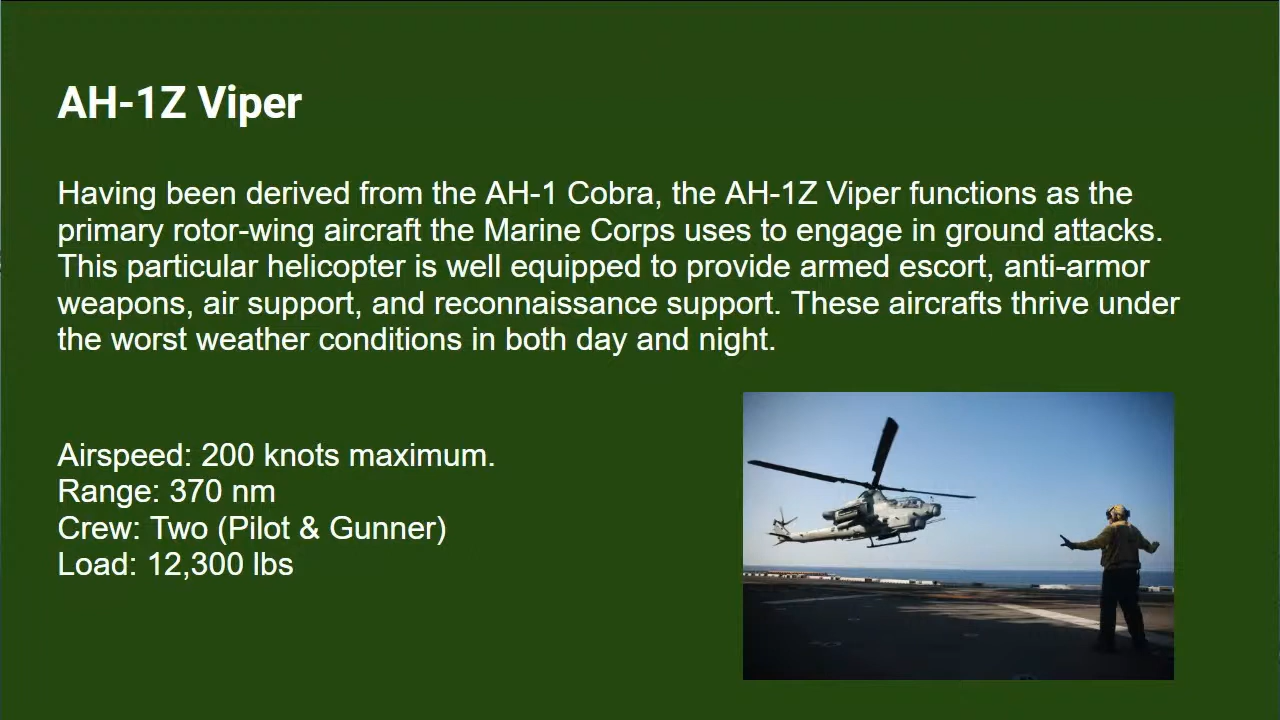 AH-1Z Viper
Having been derived from the AH-1 Cobra, the AH-1Z Viper functions as the
primary rotor-wing aircraft the Marine Corps uses to engage in ground attacks.
This particular helicopter is well equipped to provide armed escort, anti-armor
weapons, air support, and reconnaissance support. These aircrafts thrive under
the worst weather conditions in both day and night.
Airspeed: 200 knots maximum.
Range: 370 nm
Crew: Two (Pilot & Gunner)
Load: 12,300 lbs